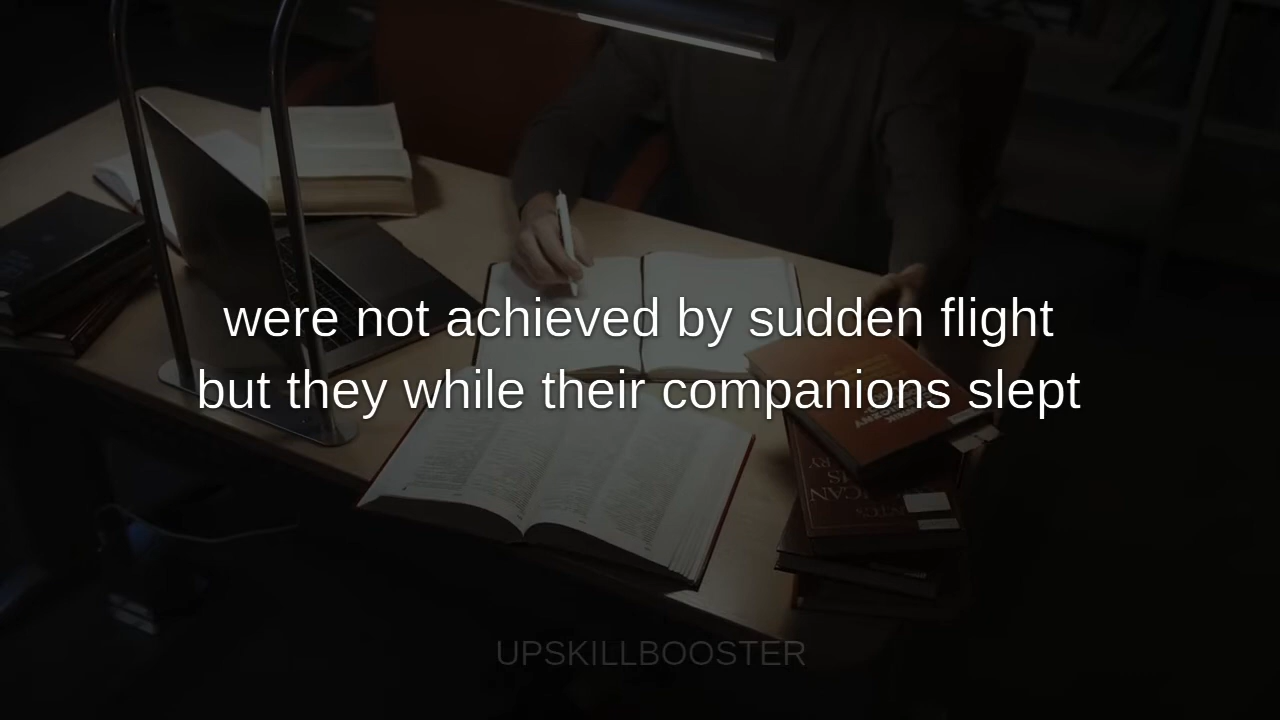 were not achieved by sudden flight
but they while their companions slept
UPSKILLBOOSTER